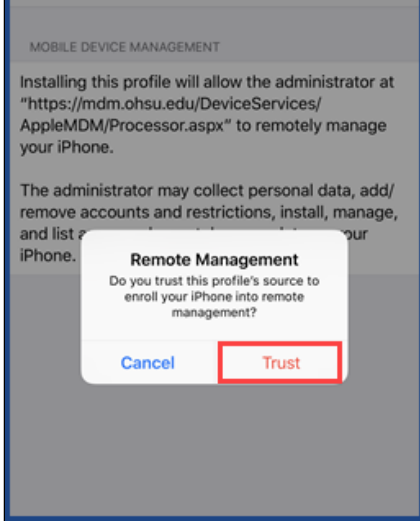 MOBILE DEVICE MANAGEMENT
Installing this profile will allow the administrator at
"https://mdm.ohsu.edu/DeviceServices/
AppleMDM/Processor.aspx" to remotely manage
your iPhone.
The administrator may collect personal data, add/
remove accounts and restrictions, install, manage,
and list
iPhone.
Remote Management
Do you trust this
profile's source to
enroll your iPhone into remote
management?
Cancel
Trust